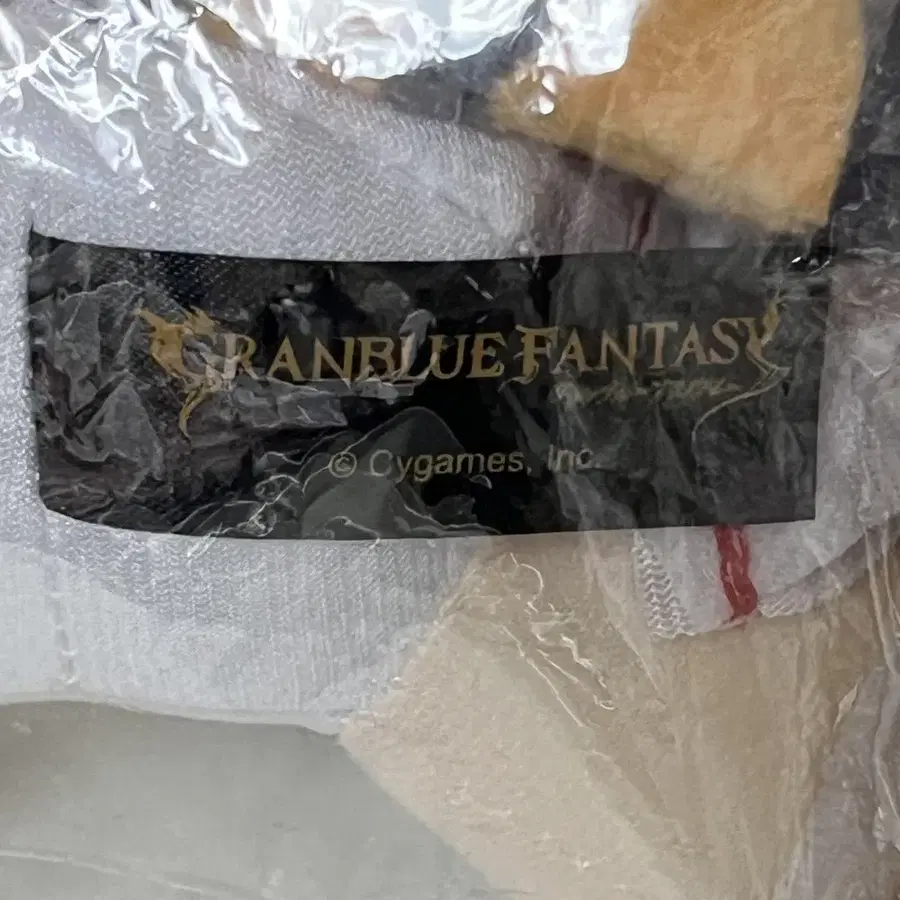 GRANBLUE FANTASY
© Cygames, Inc.